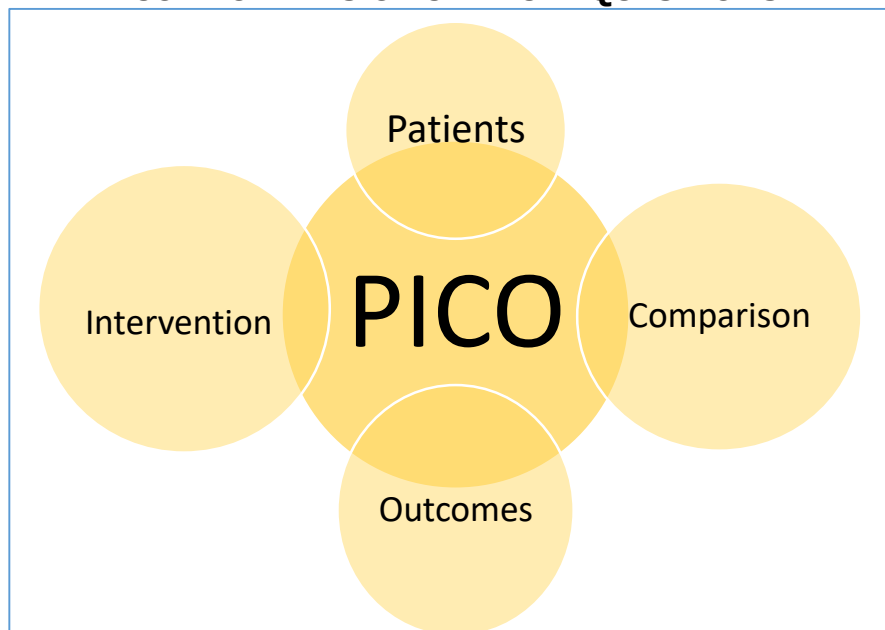 Patients
Intervention
PICO
Comparison
Outcomes